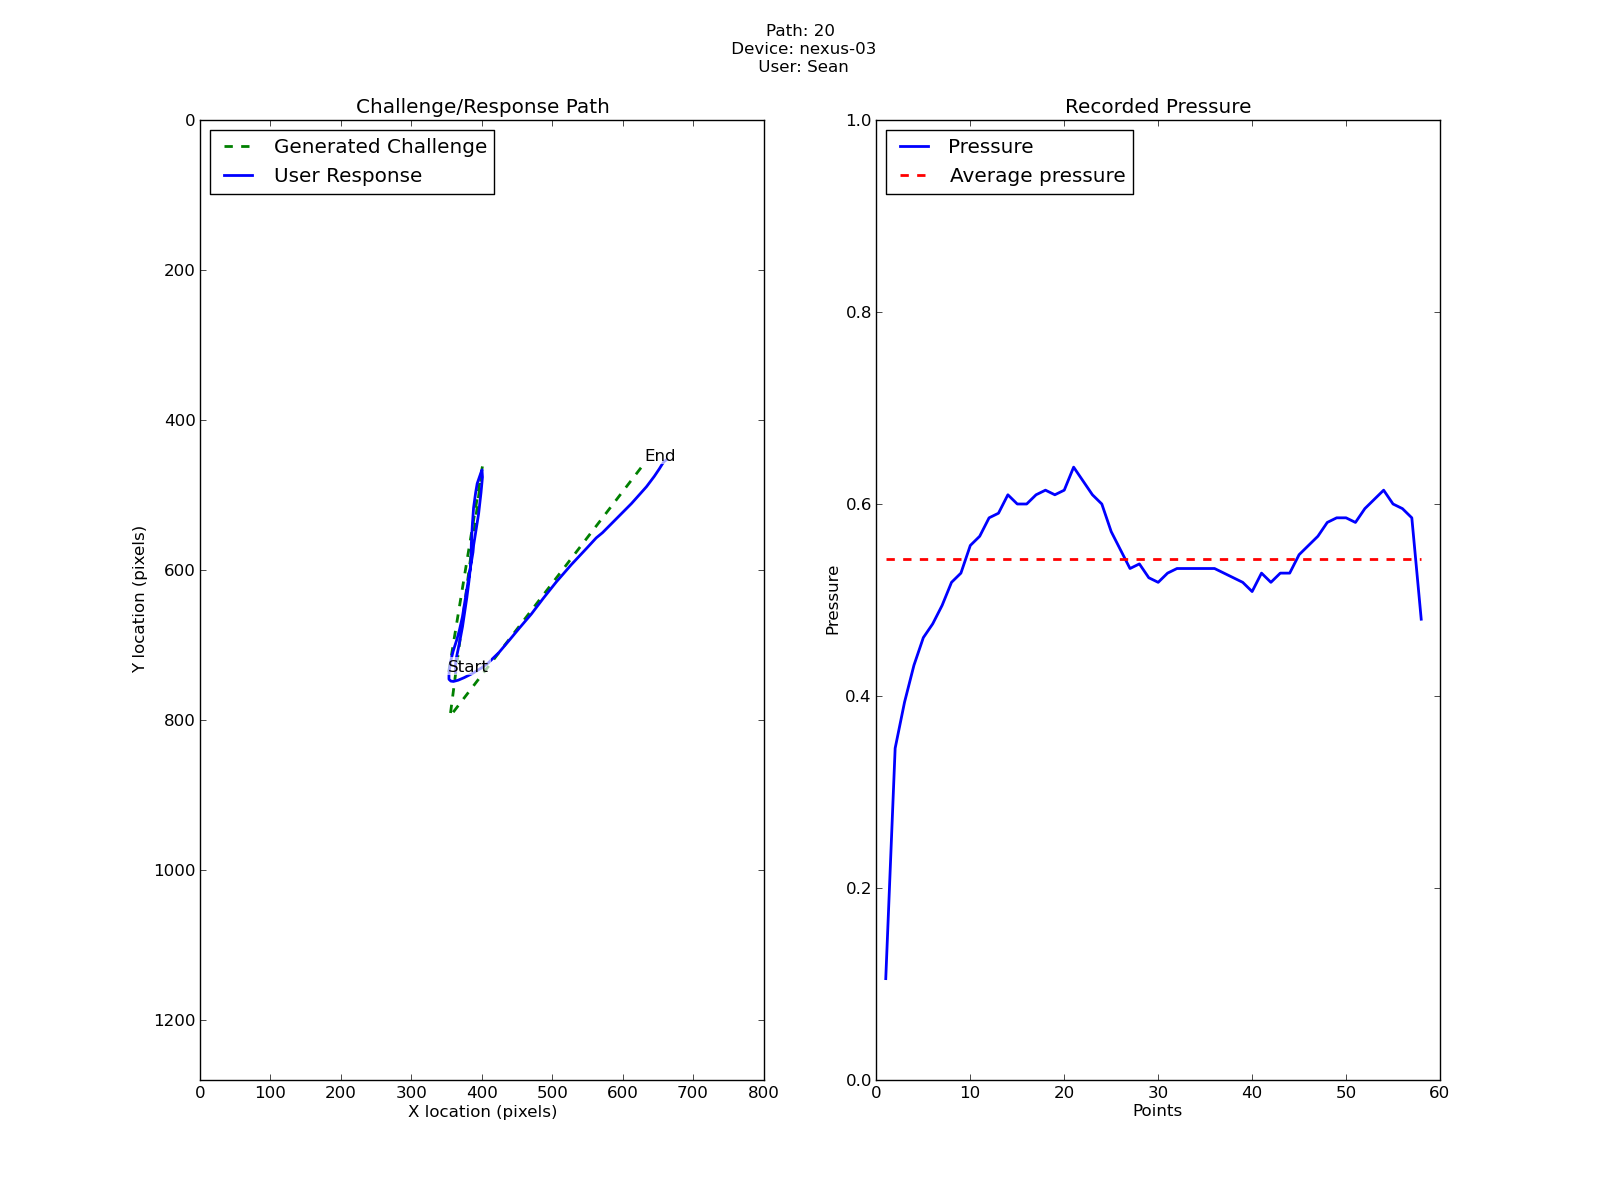 Path: 20
Device: nexus-03
User: Sean
Challenge/Response Path
Generated Challenge
User Response
0
200
400
600
800
1000
1200
Y location (pixels)
End
Start
0 100 200 300 400 500 600 700 800
X location (pixels)
Recorded Pressure
Pressure
Average pressure
1.0
0.8
0.6
0.4
0.2
0.0
Pressure
0 10 20 30 40 50 60
Points